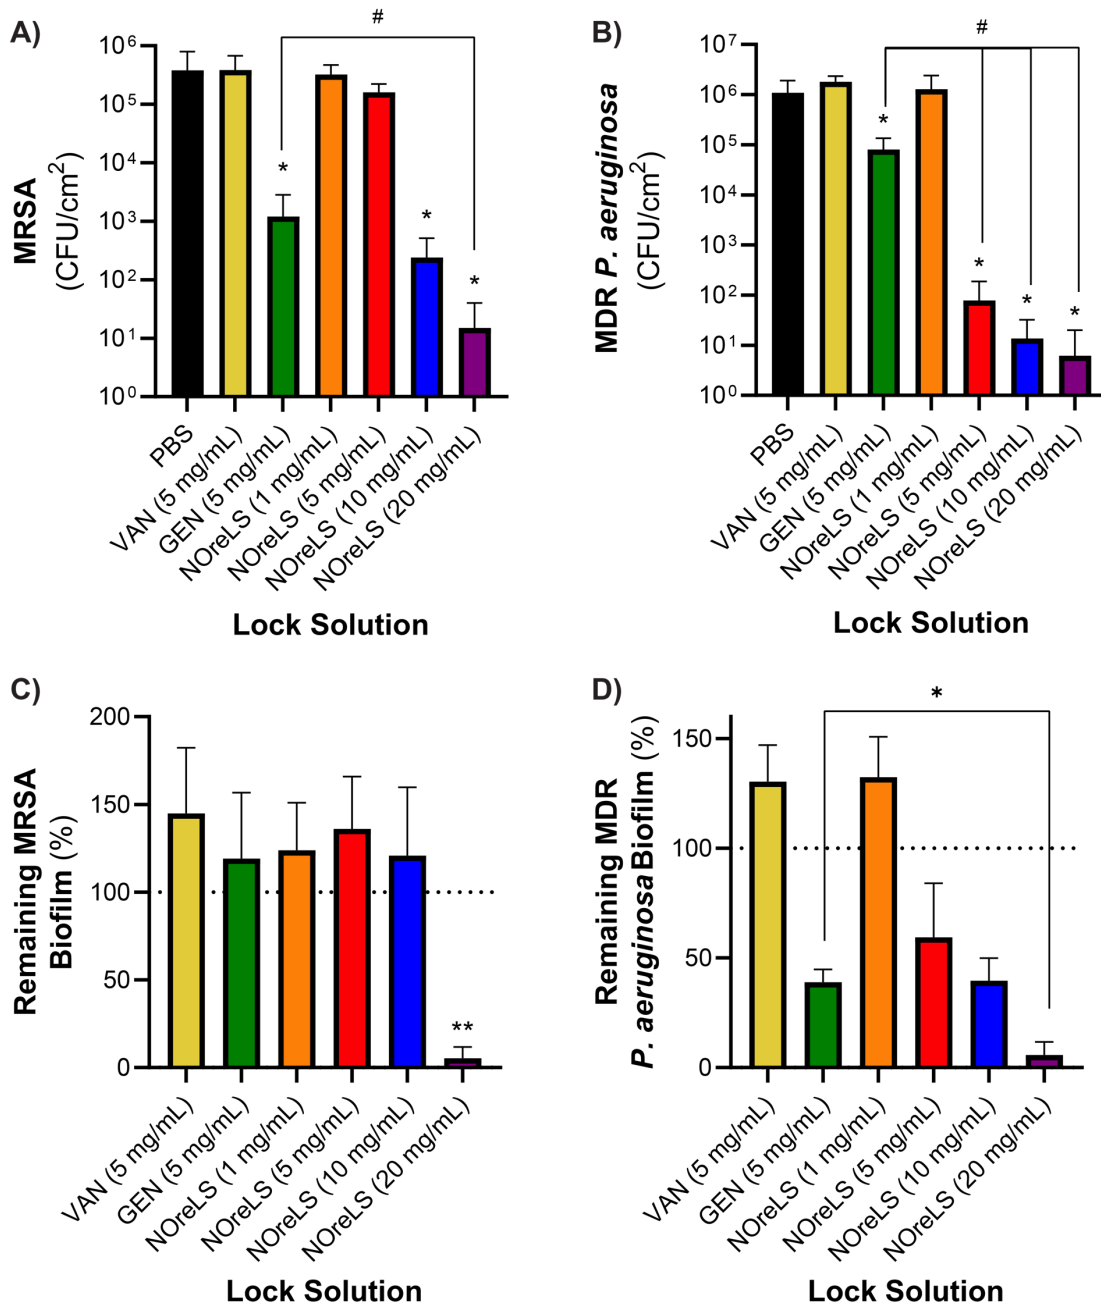 A)
#
MRSA
(CFU/cm²)
10⁶
10⁵
10⁴
10³
10²
10¹
10⁰
*
*
*
PBS
VAN (5 mg/mL)
GEN (5 mg/mL)
NOreLS (1 mg/mL)
NOreLS (5 mg/mL)
NOreLS (10 mg/mL)
NOreLS (20 mg/mL)
Lock Solution
B)
#
MDR P. aeruginosa
(CFU/cm²)
10⁷
10⁶
10⁵
10⁴
10³
10²
10¹
10⁰
*
*
*
*
PBS
VAN (5 mg/mL)
GEN (5 mg/mL)
NOreLS (1 mg/mL)
NOreLS (5 mg/mL)
NOreLS (10 mg/mL)
NOreLS (20 mg/mL)
Lock Solution
C)
Remaining MRSA
Biofilm (%)
200
150
100
50
0
**
VAN (5 mg/mL)
GEN (5 mg/mL)
NOreLS (1 mg/mL)
NOreLS (5 mg/mL)
NOreLS (10 mg/mL)
NOreLS (20 mg/mL)
Lock Solution
D)
*
Remaining MDR
P. aeruginosa Biofilm (%)
150
100
50
0
VAN (5 mg/mL)
GEN (5 mg/mL)
NOreLS (1 mg/mL)
NOreLS (5 mg/mL)
NOreLS (10 mg/mL)
NOreLS (20 mg/mL)
Lock Solution